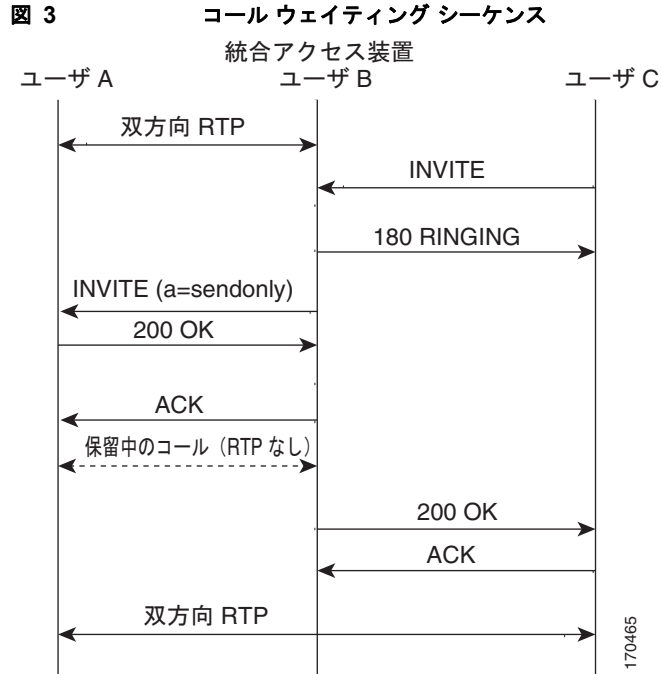 図 3 コール ウェイティング シーケンス
統合アクセス装置
ユーザ A ユーザ B ユーザ C
双方向 RTP
INVITE
180 RINGING
INVITE (a=sendonly)
200 OK
ACK
保留中のコール（RTP なし）
200 OK
ACK
双方向 RTP
170465